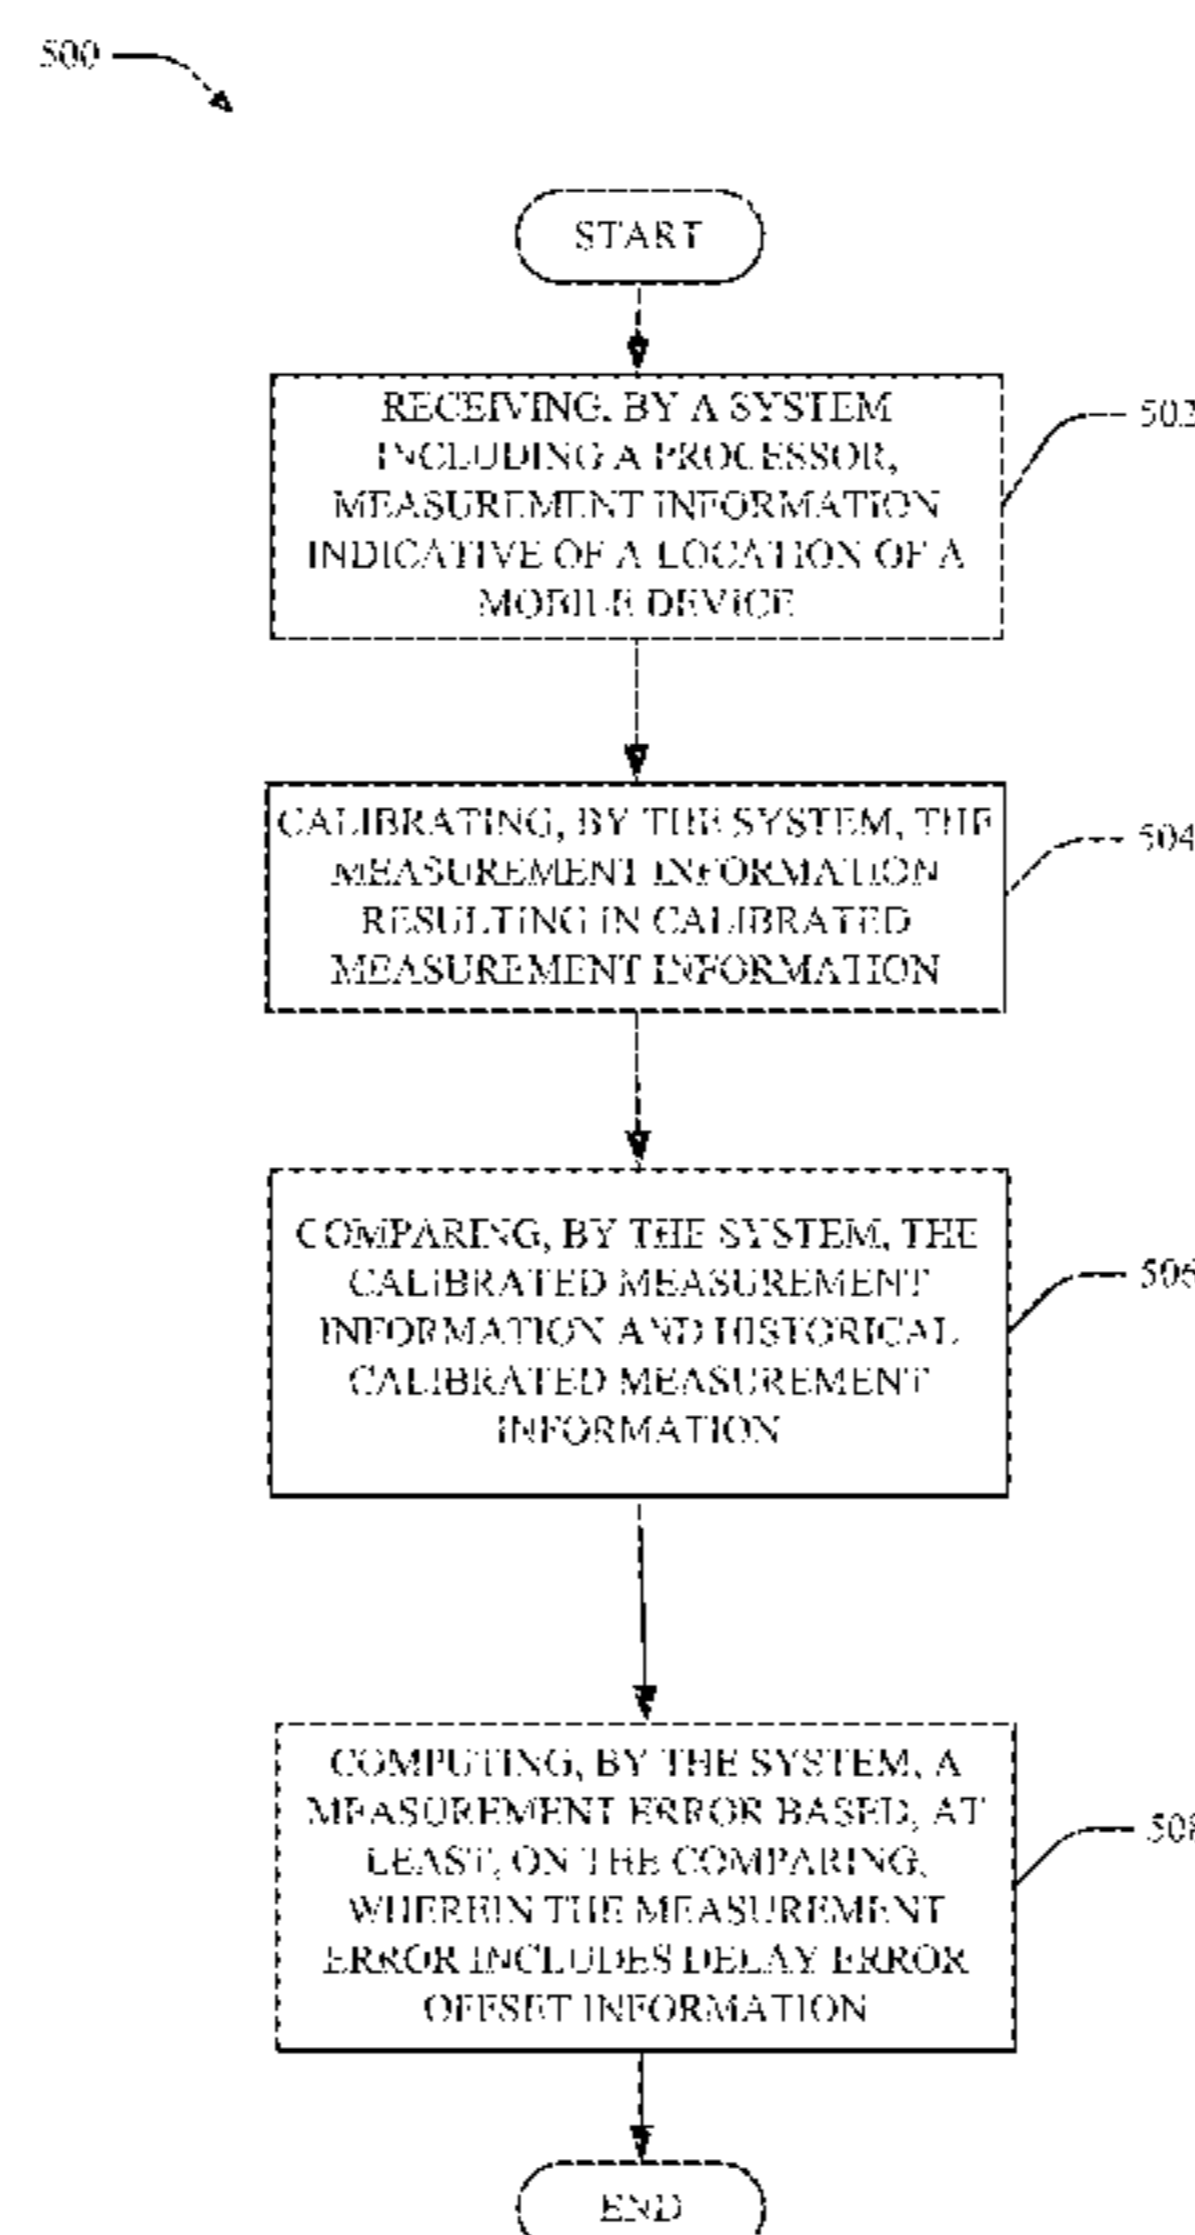 500
START
RECEIVING, BY A SYSTEM
INCLUDING A PROCESSOR,
MEASUREMENT INFORMATION
INDICATIVE OF A LOCATION OF A
MOBILE DEVICE
502
CALIBRATING, BY THE SYSTEM, THE
MEASUREMENT INFORMATION
RESULTING IN CALIBRATED
MEASUREMENT INFORMATION
504
COMPARING, BY THE SYSTEM, THE
CALIBRATED MEASUREMENT
INFORMATION AND HISTORICAL
CALIBRATED MEASUREMENT
INFORMATION
506
COMPUTING, BY THE SYSTEM, A
MEASUREMENT ERROR BASED, AT
LEAST, ON THE COMPARING,
WHEREIN THE MEASUREMENT
ERROR INCLUDES DELAY ERROR
OFFSET INFORMATION
508
END